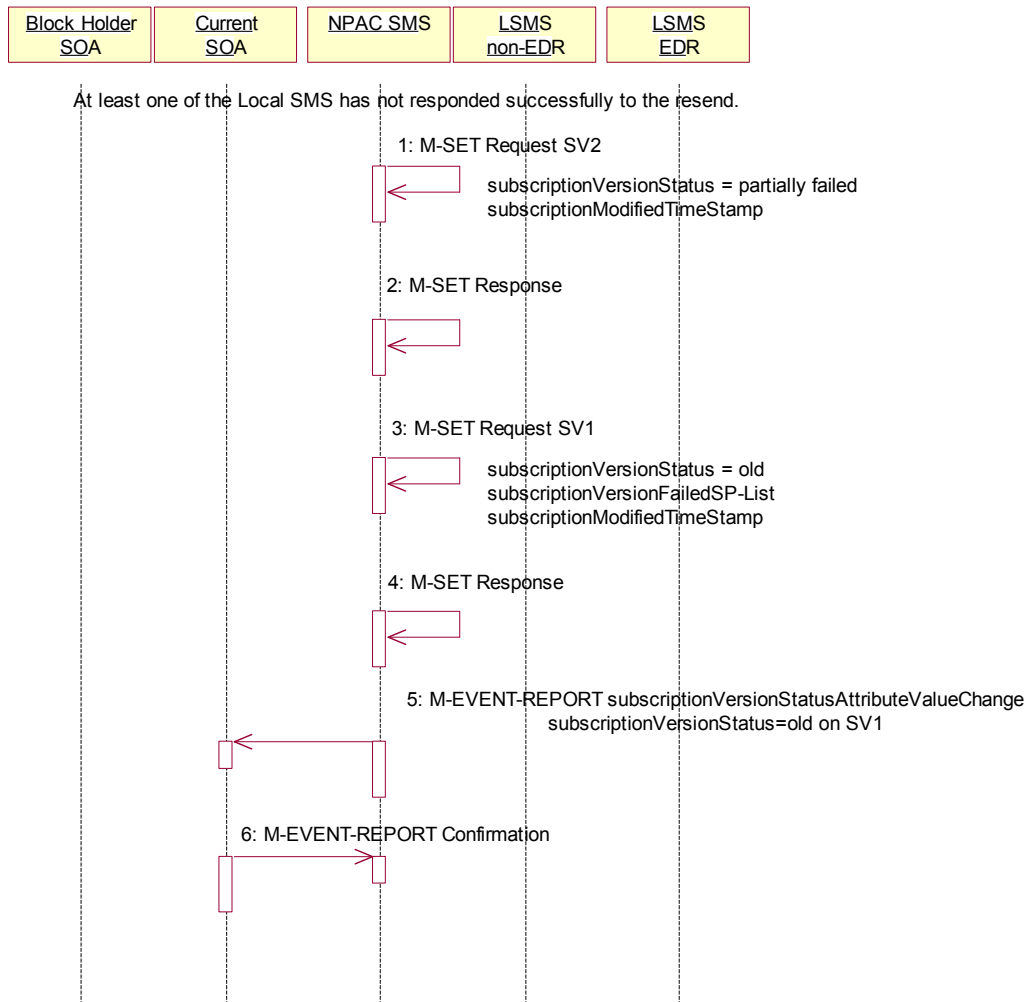 Block Holder
SOA
Current
SOA
NPAC SMS
LSMS
non-EDR
LSMS
EDR
At least one of the Local SMS has not responded successfully to the resend.
1: M-SET Request SV2
subscriptionVersionStatus = partially failed
subscriptionModifiedTimeStamp
2: M-SET Response
3: M-SET Request SV1
subscriptionVersionStatus = old
subscriptionVersionFailedSP-List
subscriptionModifiedTimeStamp
4: M-SET Response
5: M-EVENT-REPORT subscriptionVersionStatusAttributeValueChange
subscriptionVersionStatus=old on SV1
6: M-EVENT-REPORT Confirmation